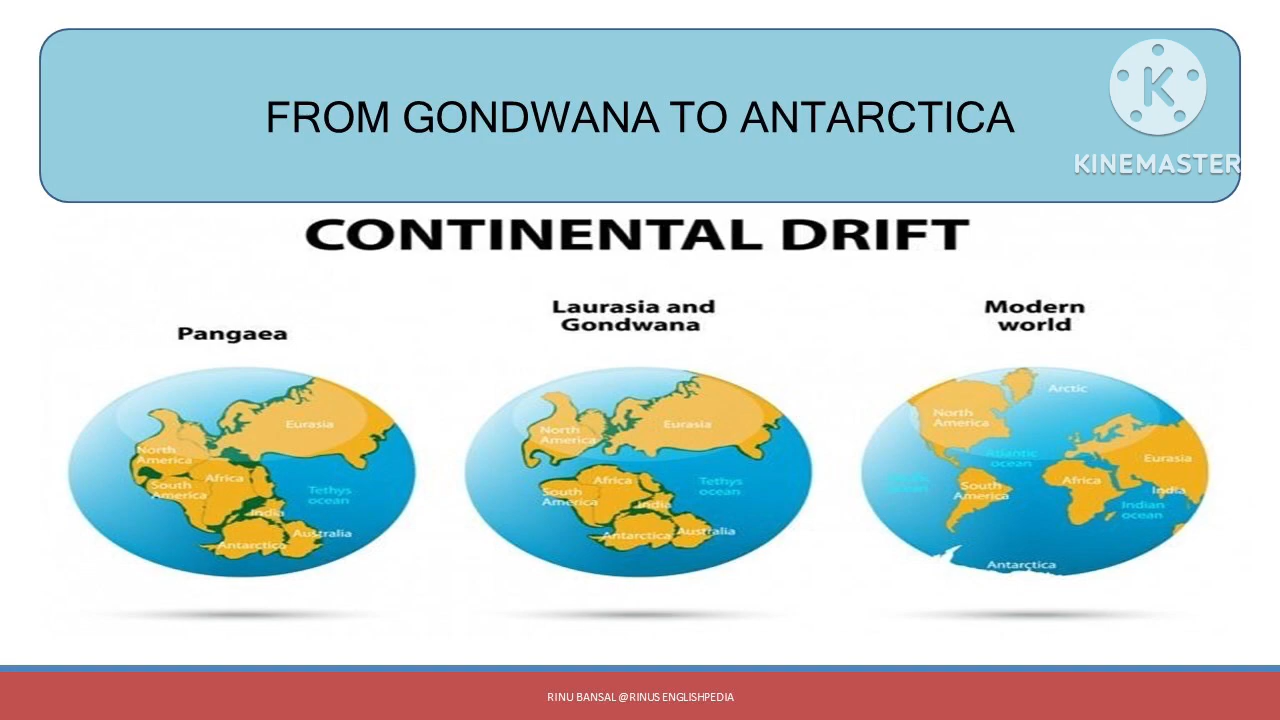 FROM GONDWANA TO ANTARCTICA
K
KINEMASTER
CONTINENTAL DRIFT
Pangaea
North
America
Eurasia
South
America
Africa
Tethys
ocean
India
Australia
Antarctica
Laurasia and
Gondwana
North
America
Eurasia
Africa
South
America
Tethys
ocean
India
Australia
Antarctica
Modern
world
Arctic
North
America
Atlantic
ocean
Eurasia
Africa
South
America
India
Indian
ocean
ocean
Antarctica
RINU BANSAL @RINUS ENGLISHPEDIA